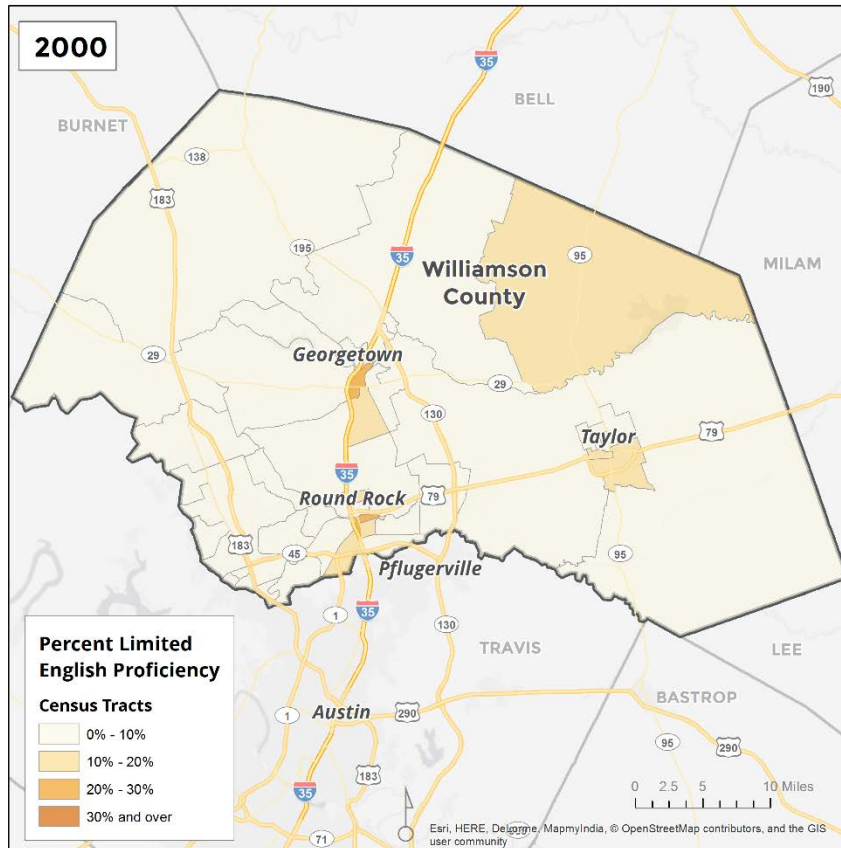 2000
35
BELL
190
BURNET
138
183
195
35
95
Williamson
County
MILAM
Georgetown
29
29
130
Taylor
79
35
Round Rock
79
183
45
95
Pflugerville
1
35
130
TRAVIS
LEE
BASTROP
Percent Limited
English Proficiency
Census Tracts
0% - 10%
10% - 20%
20% - 30%
30% and over
1
Austin
290
95
290
183
35
71
0 2.5 5 10 Miles
Esri, HERE, DeLorme, MapmyIndia, © OpenStreetMap contributors, and the GIS
user community